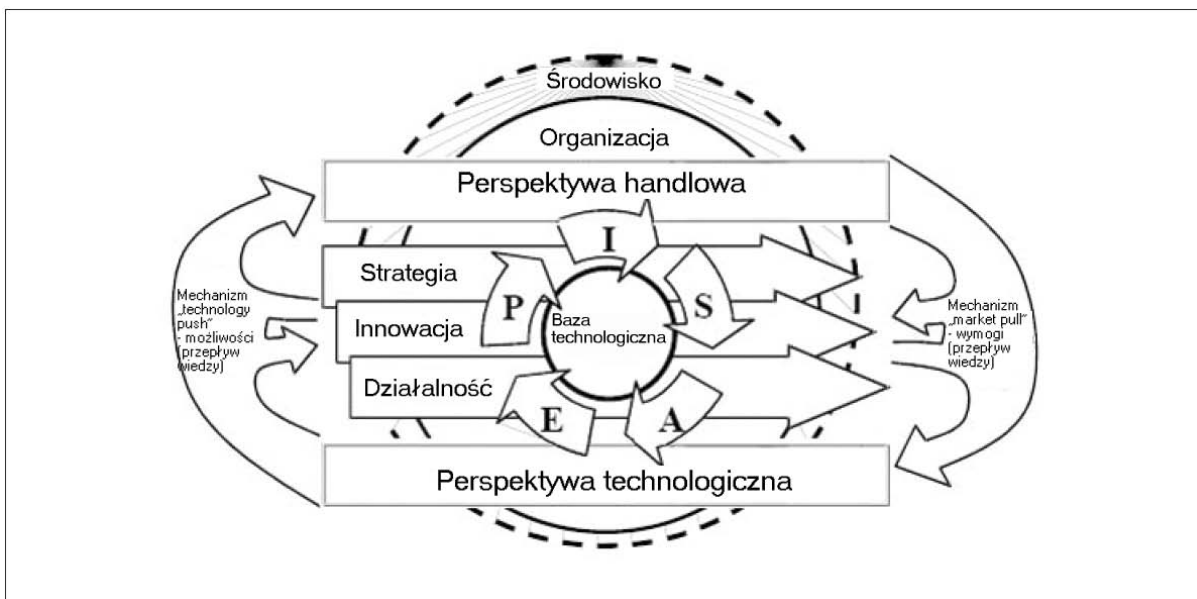 Środowisko
Organizacja
Perspektywa handlowa
I
Strategia
P
S
Mechanizm
„technology
push”
- możliwości
(przepływ
wiedzy)
Innowacja
Baza
technologiczna
Mechanizm
„market pull”
- wymogi
(przepływ
wiedzy)
Działalność
E
A
Perspektywa technologiczna